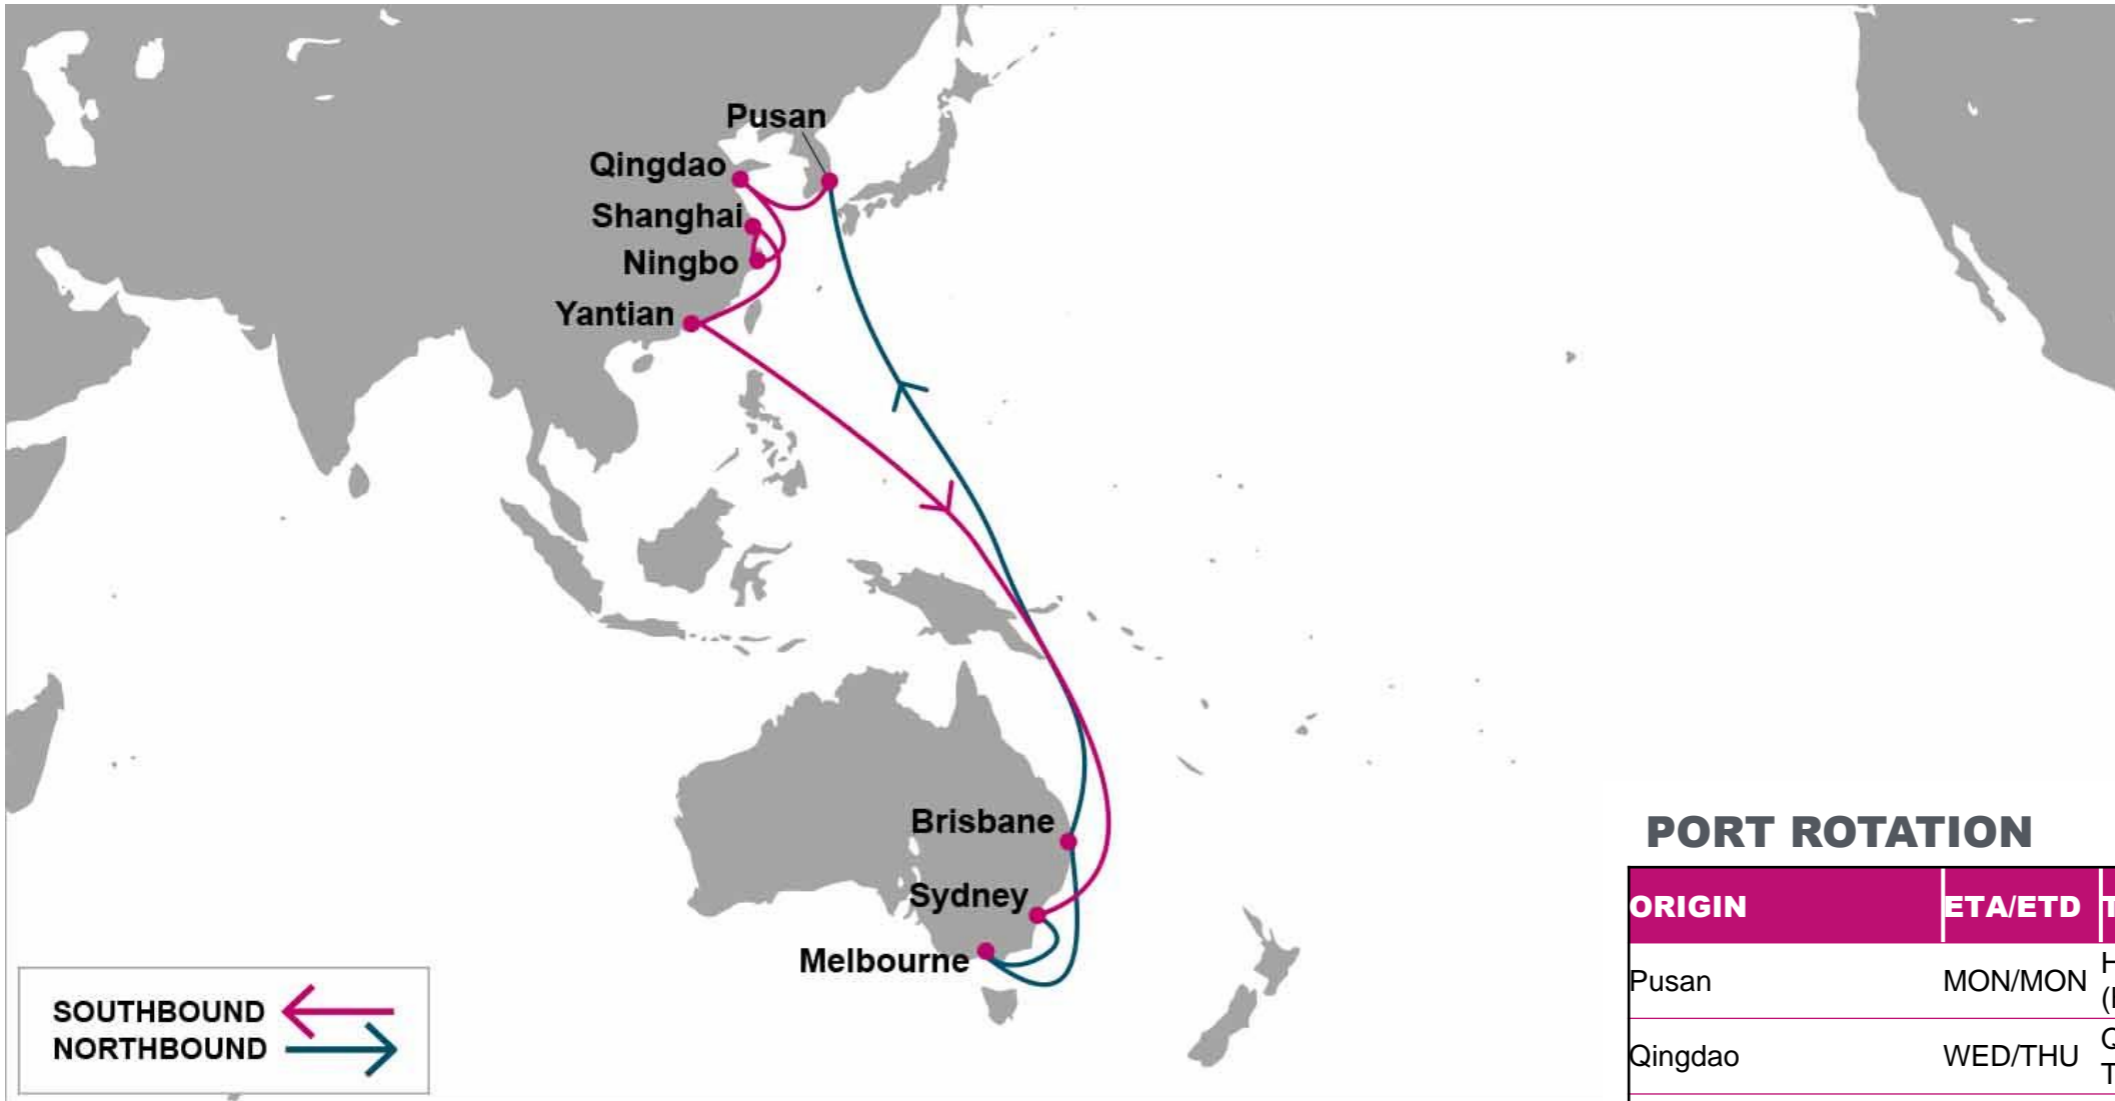 Pusan
Qingdao
Shanghai
Ningbo
Yantian
Brisbane
Sydney
Melbourne
SOUTHBOUND
NORTHBOUND
PORT ROTATION
ORIGIN ETA/ETD
Pusan MON/MON
Qingdao WED/THU